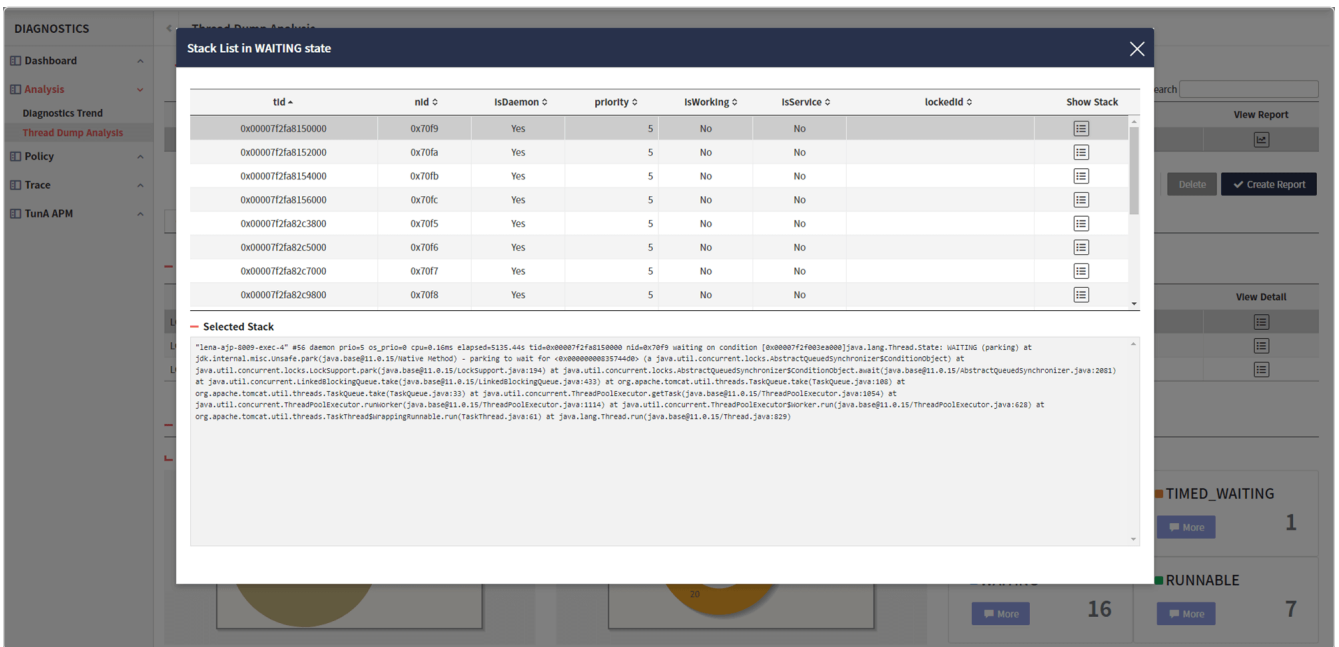 DIAGNOSTICS
Dashboard
Analysis
Diagnostics Trend
Thread Dump Analysis
Policy
Trace
TunA APM
Thread Dump Analysis
Stack List in WAITING state
tid nid IsDaemon priority IsWorking IsService lockedId Show Stack
0x00007f2fa8150000 0x70f9 Yes 5 No No
0x00007f2fa8152000 0x70fa Yes 5 No No
0x00007f2fa8154000 0x70fb Yes 5 No No
0x00007f2fa8156000 0x70fc Yes 5 No No
0x00007f2fa82c3800 0x70f5 Yes 5 No No
0x00007f2fa82c5000 0x70f6 Yes 5 No No
0x00007f2fa82c7000 0x70f7 Yes 5 No No
0x00007f2fa82c9800 0x70f8 Yes 5 No No
Selected Stack
"lena-ajp-8009-exec-4" #56 daemon prio=5 os_prio=0 cpu=0.16ms elapsed=5135.44s tid=0x00007f2fa8150000 nid=0x70f9 waiting on condition [0x00007f2f003ea000]java.lang.Thread.State: WAITING (parking) at
jdk.internal.misc.Unsafe.park(java.base@11.0.15/Native Method) - parking to wait for <0x00000000835744d0> (a java.util.concurrent.locks.AbstractQueuedSynchronizer$ConditionObject) at
java.util.concurrent.locks.LockSupport.park(java.base@11.0.15/LockSupport.java:194) at java.util.concurrent.locks.AbstractQueuedSynchronizer$ConditionObject.await(java.base@11.0.15/AbstractQueuedSynchronizer.java:2081)
at java.util.concurrent.LinkedBlockingQueue.take(java.base@11.0.15/LinkedBlockingQueue.java:433) at org.apache.tomcat.util.threads.TaskQueue.take(TaskQueue.java:108) at
org.apache.tomcat.util.threads.TaskQueue.take(TaskQueue.java:33) at java.util.concurrent.ThreadPoolExecutor.getTask(java.base@11.0.15/ThreadPoolExecutor.java:1054) at
java.util.concurrent.ThreadPoolExecutor.runWorker(java.base@11.0.15/ThreadPoolExecutor.java:1114) at java.util.concurrent.ThreadPoolExecutor$Worker.run(java.base@11.0.15/ThreadPoolExecutor.java:628) at
org.apache.tomcat.util.threads.TaskThread$WrappingRunnable.run(TaskThread.java:61) at java.lang.Thread.run(java.base@11.0.15/Thread.java:829)
earch
View Report
Delete
Create Report
View Detail
TIMED_WAITING
More 1
20
More 16
RUNNABLE
More 7